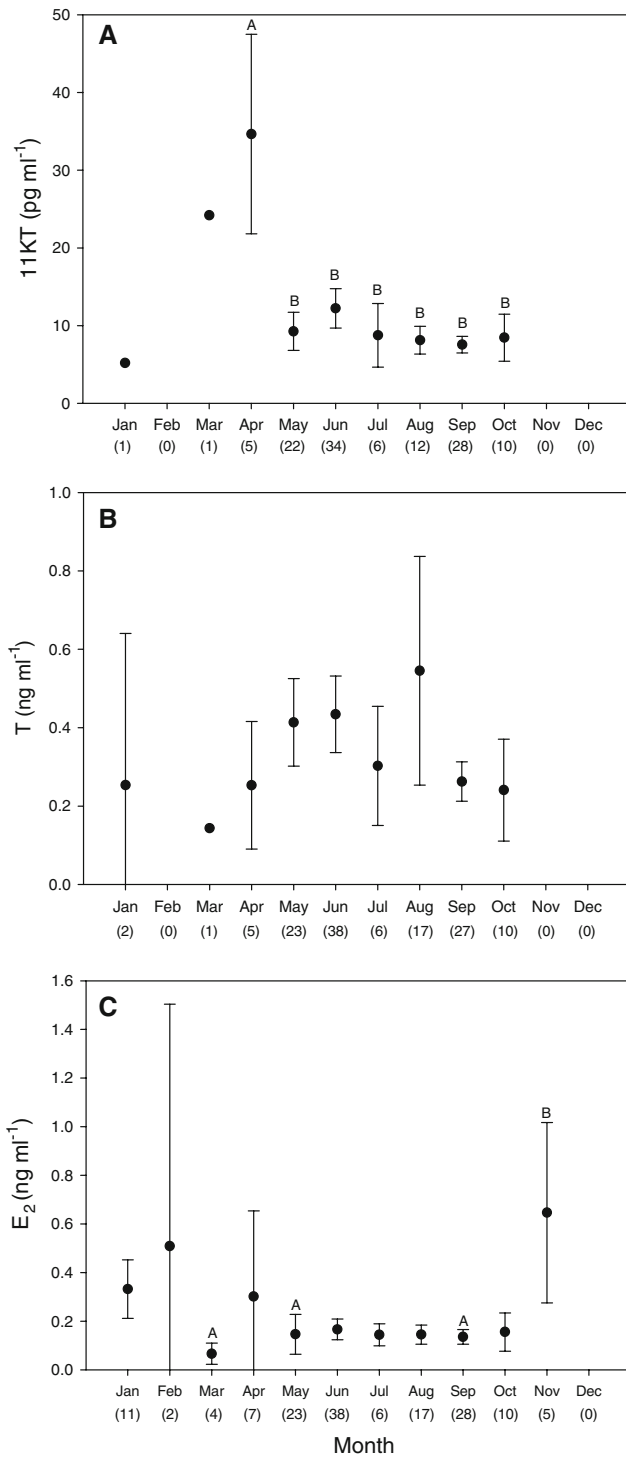 A
50
40
30
20
10
0
11KT (pg ml⁻¹)
A
B
B
B
B
B
B
Jan Feb Mar Apr May Jun Jul Aug Sep Oct Nov Dec
(1) (0) (1) (5) (22) (34) (6) (12) (28) (10) (0) (0)
B
1.0
0.8
0.6
0.4
0.2
0.0
T (ng ml⁻¹)
Jan Feb Mar Apr May Jun Jul Aug Sep Oct Nov Dec
(2) (0) (1) (5) (23) (38) (6) (17) (27) (10) (0) (0)
C
1.6
1.4
1.2
1.0
0.8
0.6
0.4
0.2
0.0
E₂ (ng ml⁻¹)
A
A
A
B
Jan Feb Mar Apr May Jun Jul Aug Sep Oct Nov Dec
(11) (2) (4) (7) (23) (38) (6) (17) (28) (10) (5) (0)
Month